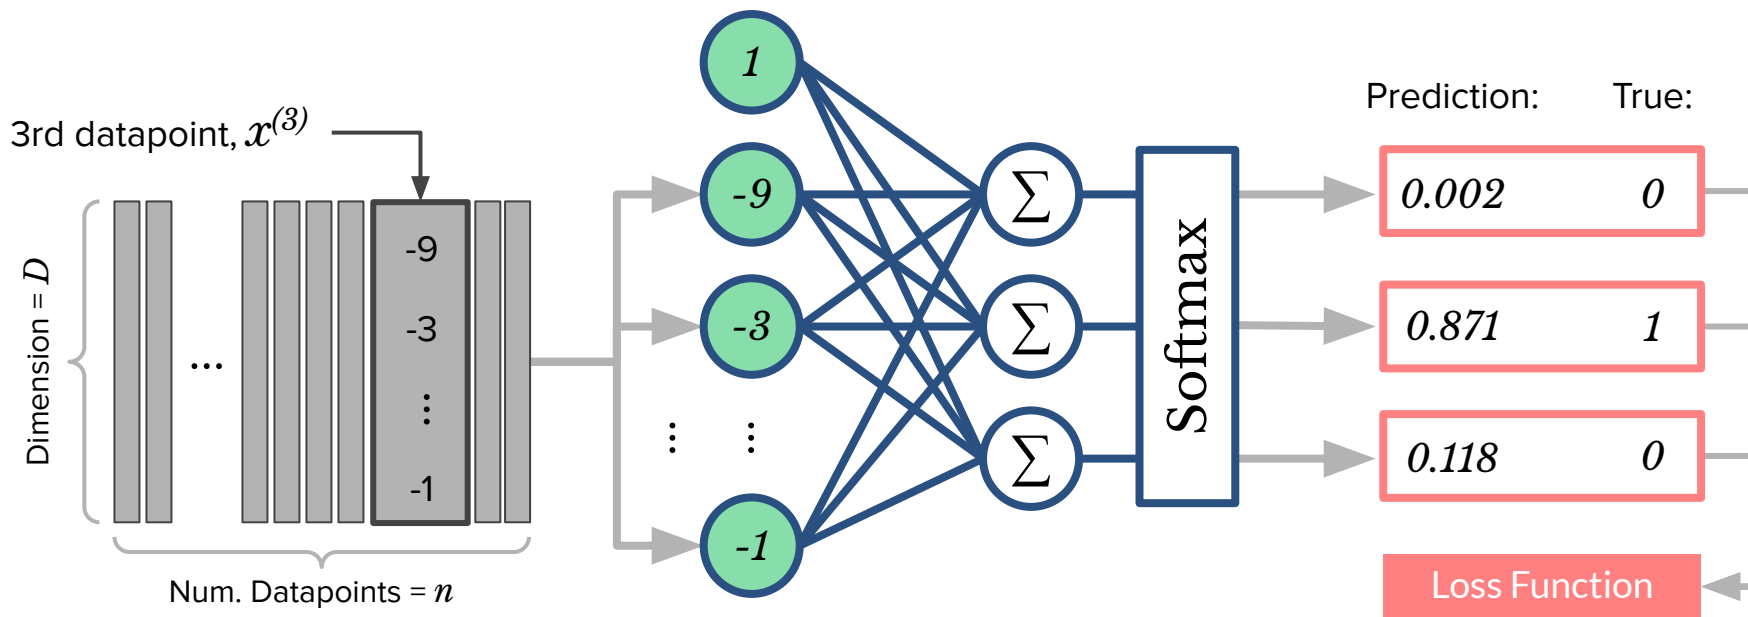 3rd datapoint, x^(3)
Dimension = D
...
-9
-3
⋮
-1
Num. Datapoints = n
1
-9
-3
⋮ ⋮
-1
∑
∑
∑
Softmax
Prediction: True:
0.002 0
0.871 1
0.118 0
Loss Function